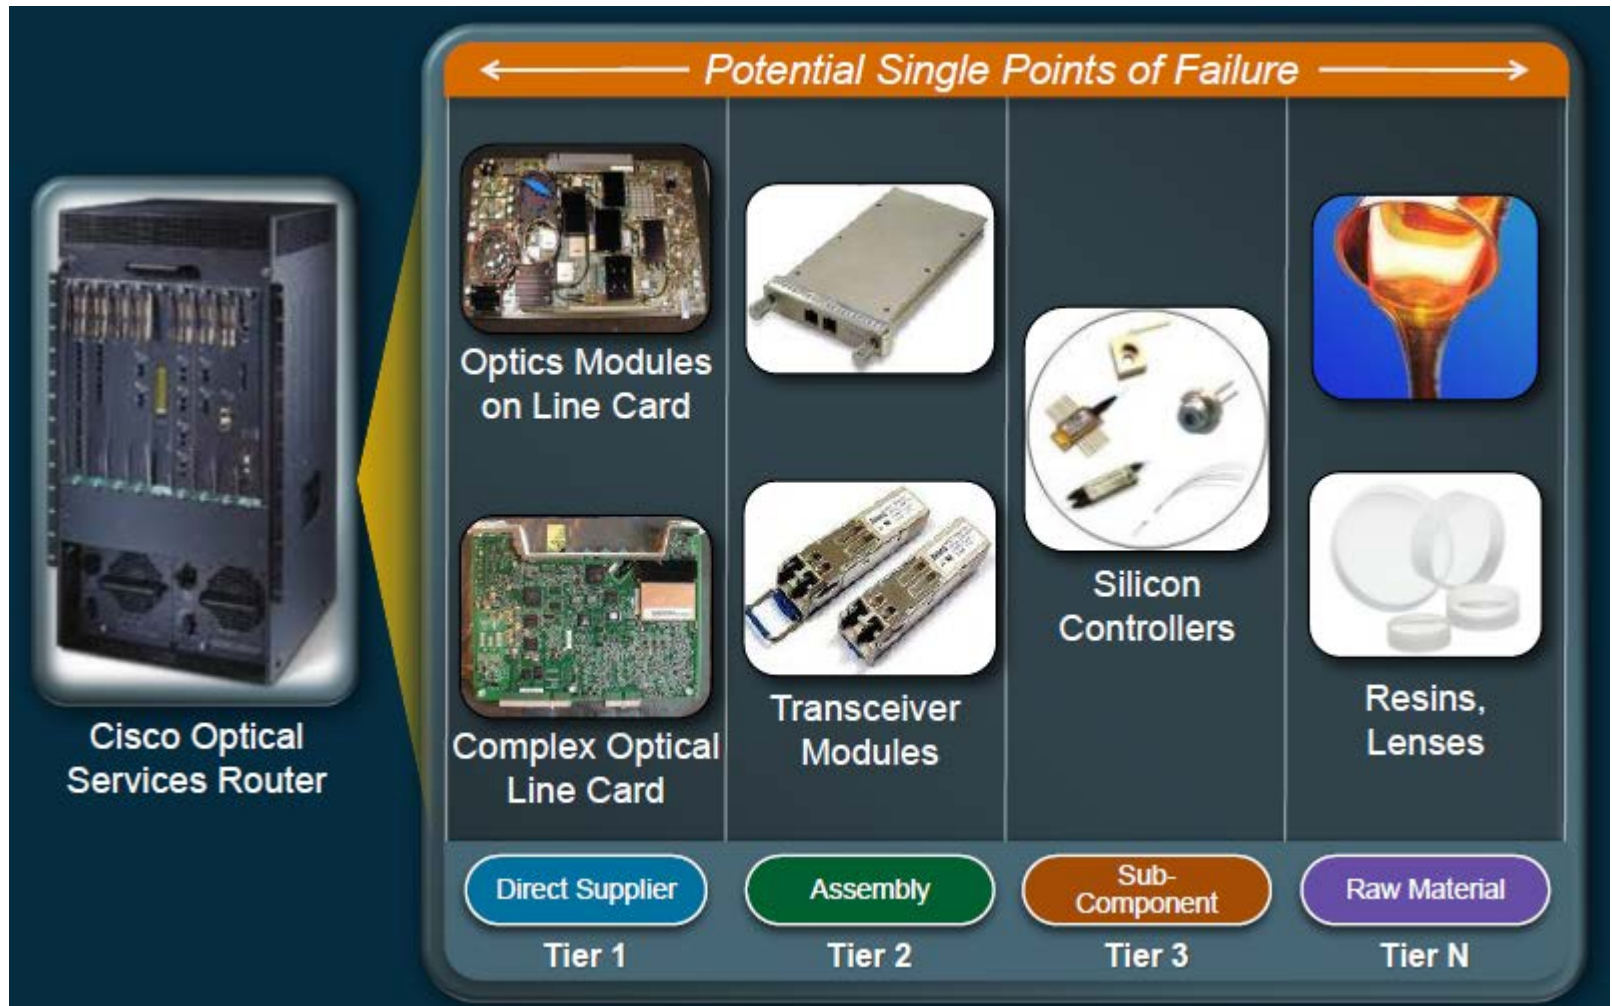 Potential Single Points of Failure
Optics Modules
on Line Card
Complex Optical
Line Card
Transceiver
Modules
Silicon
Controllers
Resins,
Lenses
Cisco Optical
Services Router
Direct Supplier
Assembly
Sub-
Component
Raw Material
Tier 1
Tier 2
Tier 3
Tier N